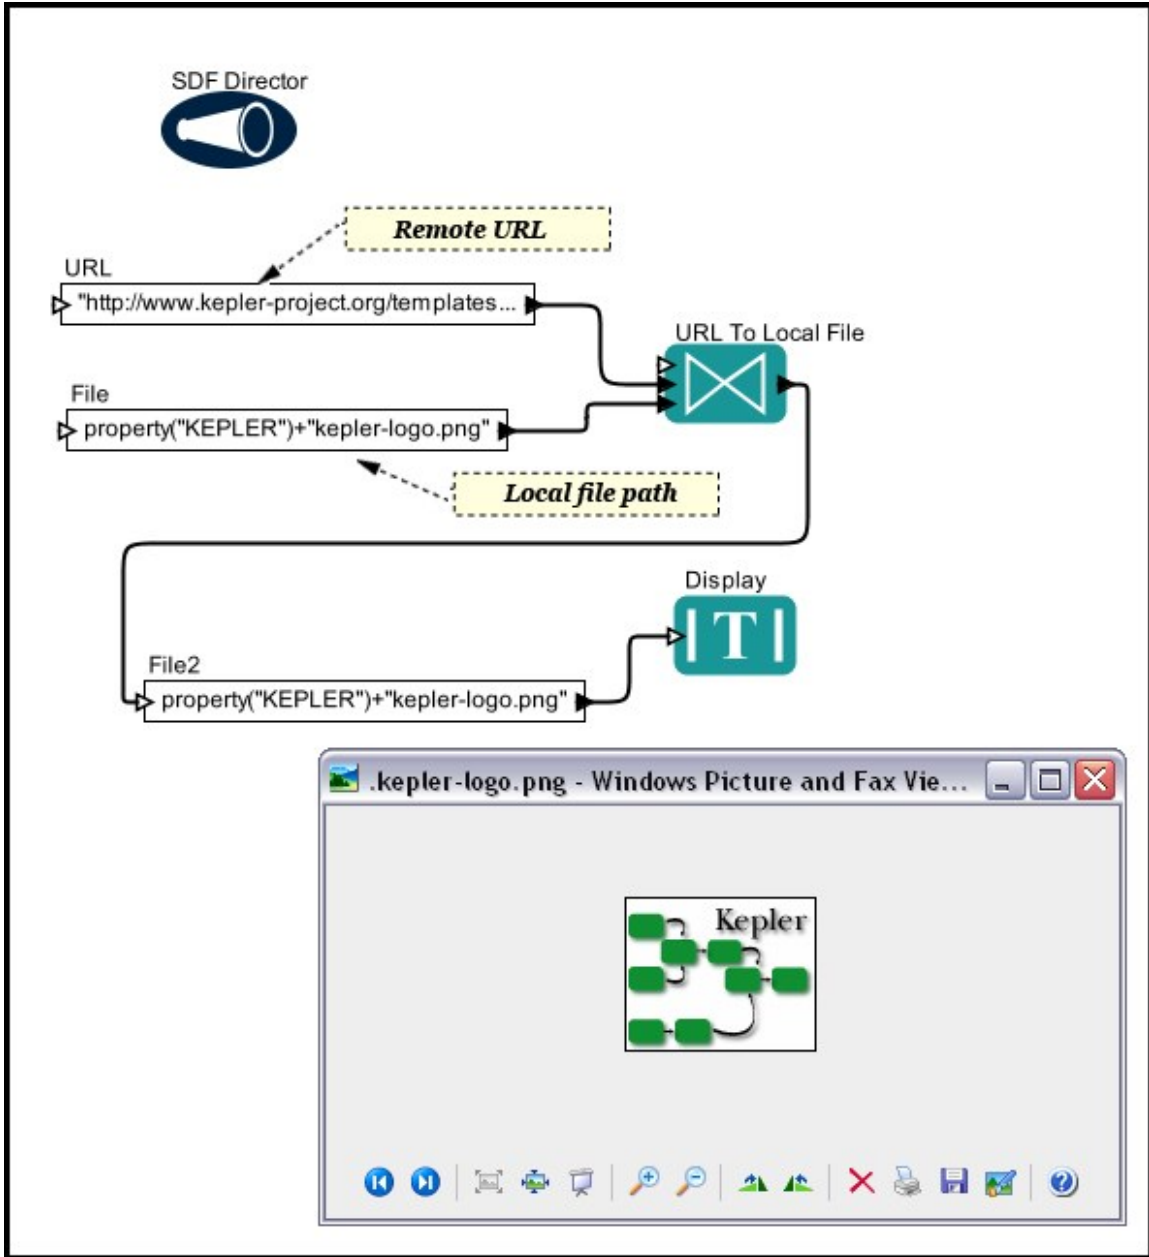 SDF Director
Remote URL
URL
"http://www.kepler-project.org/templates...
URL To Local File
File
property("KEPLER")+"kepler-logo.png"
Local file path
Display
T
File2
property("KEPLER")+"kepler-logo.png"
.kepler-logo.png - Windows Picture and Fax Vie...
Kepler